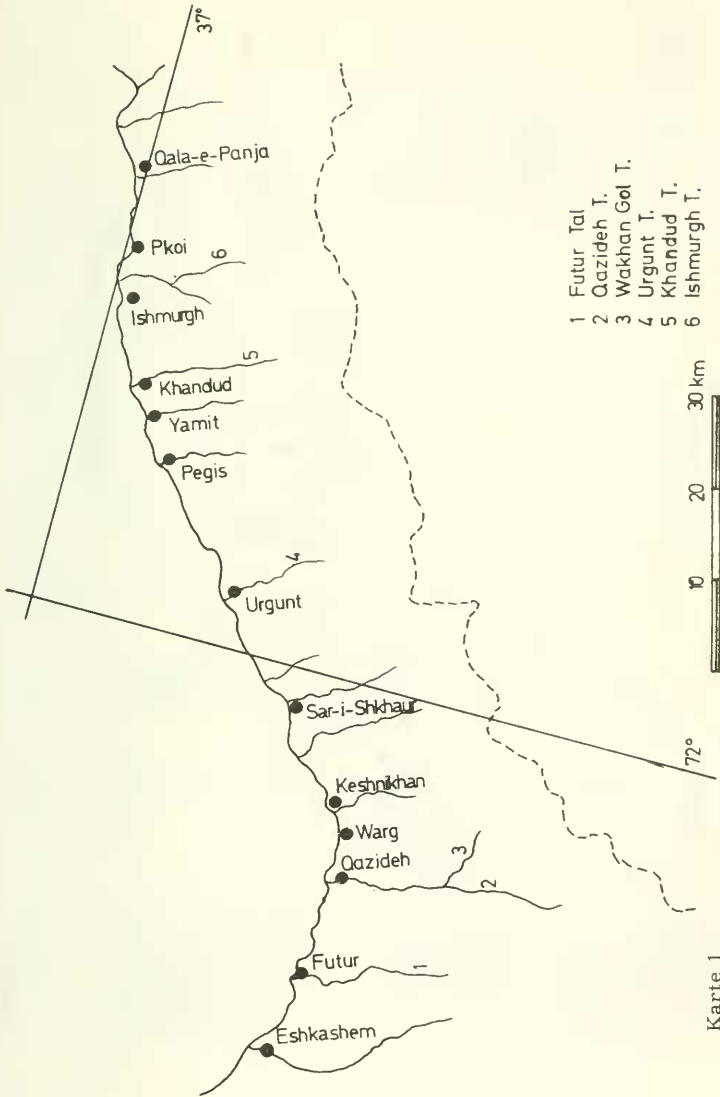 37°
Qala-e-Panja
Pkoi
6
Ishmurgh
5
Khandud
Yamit
Pegis
4
Urgunt
Sar-i-Shkhaur
72°
Keshnikhan
Warg
Qazideh
3
2
Futur
1
Eshkashem
1 Futur Tal
2 Qazideh T.
3 Wakhan Gol T.
4 Urgunt T.
5 Khandud T.
6 Ishmurgh T.
10 20 30 km
Karte 1